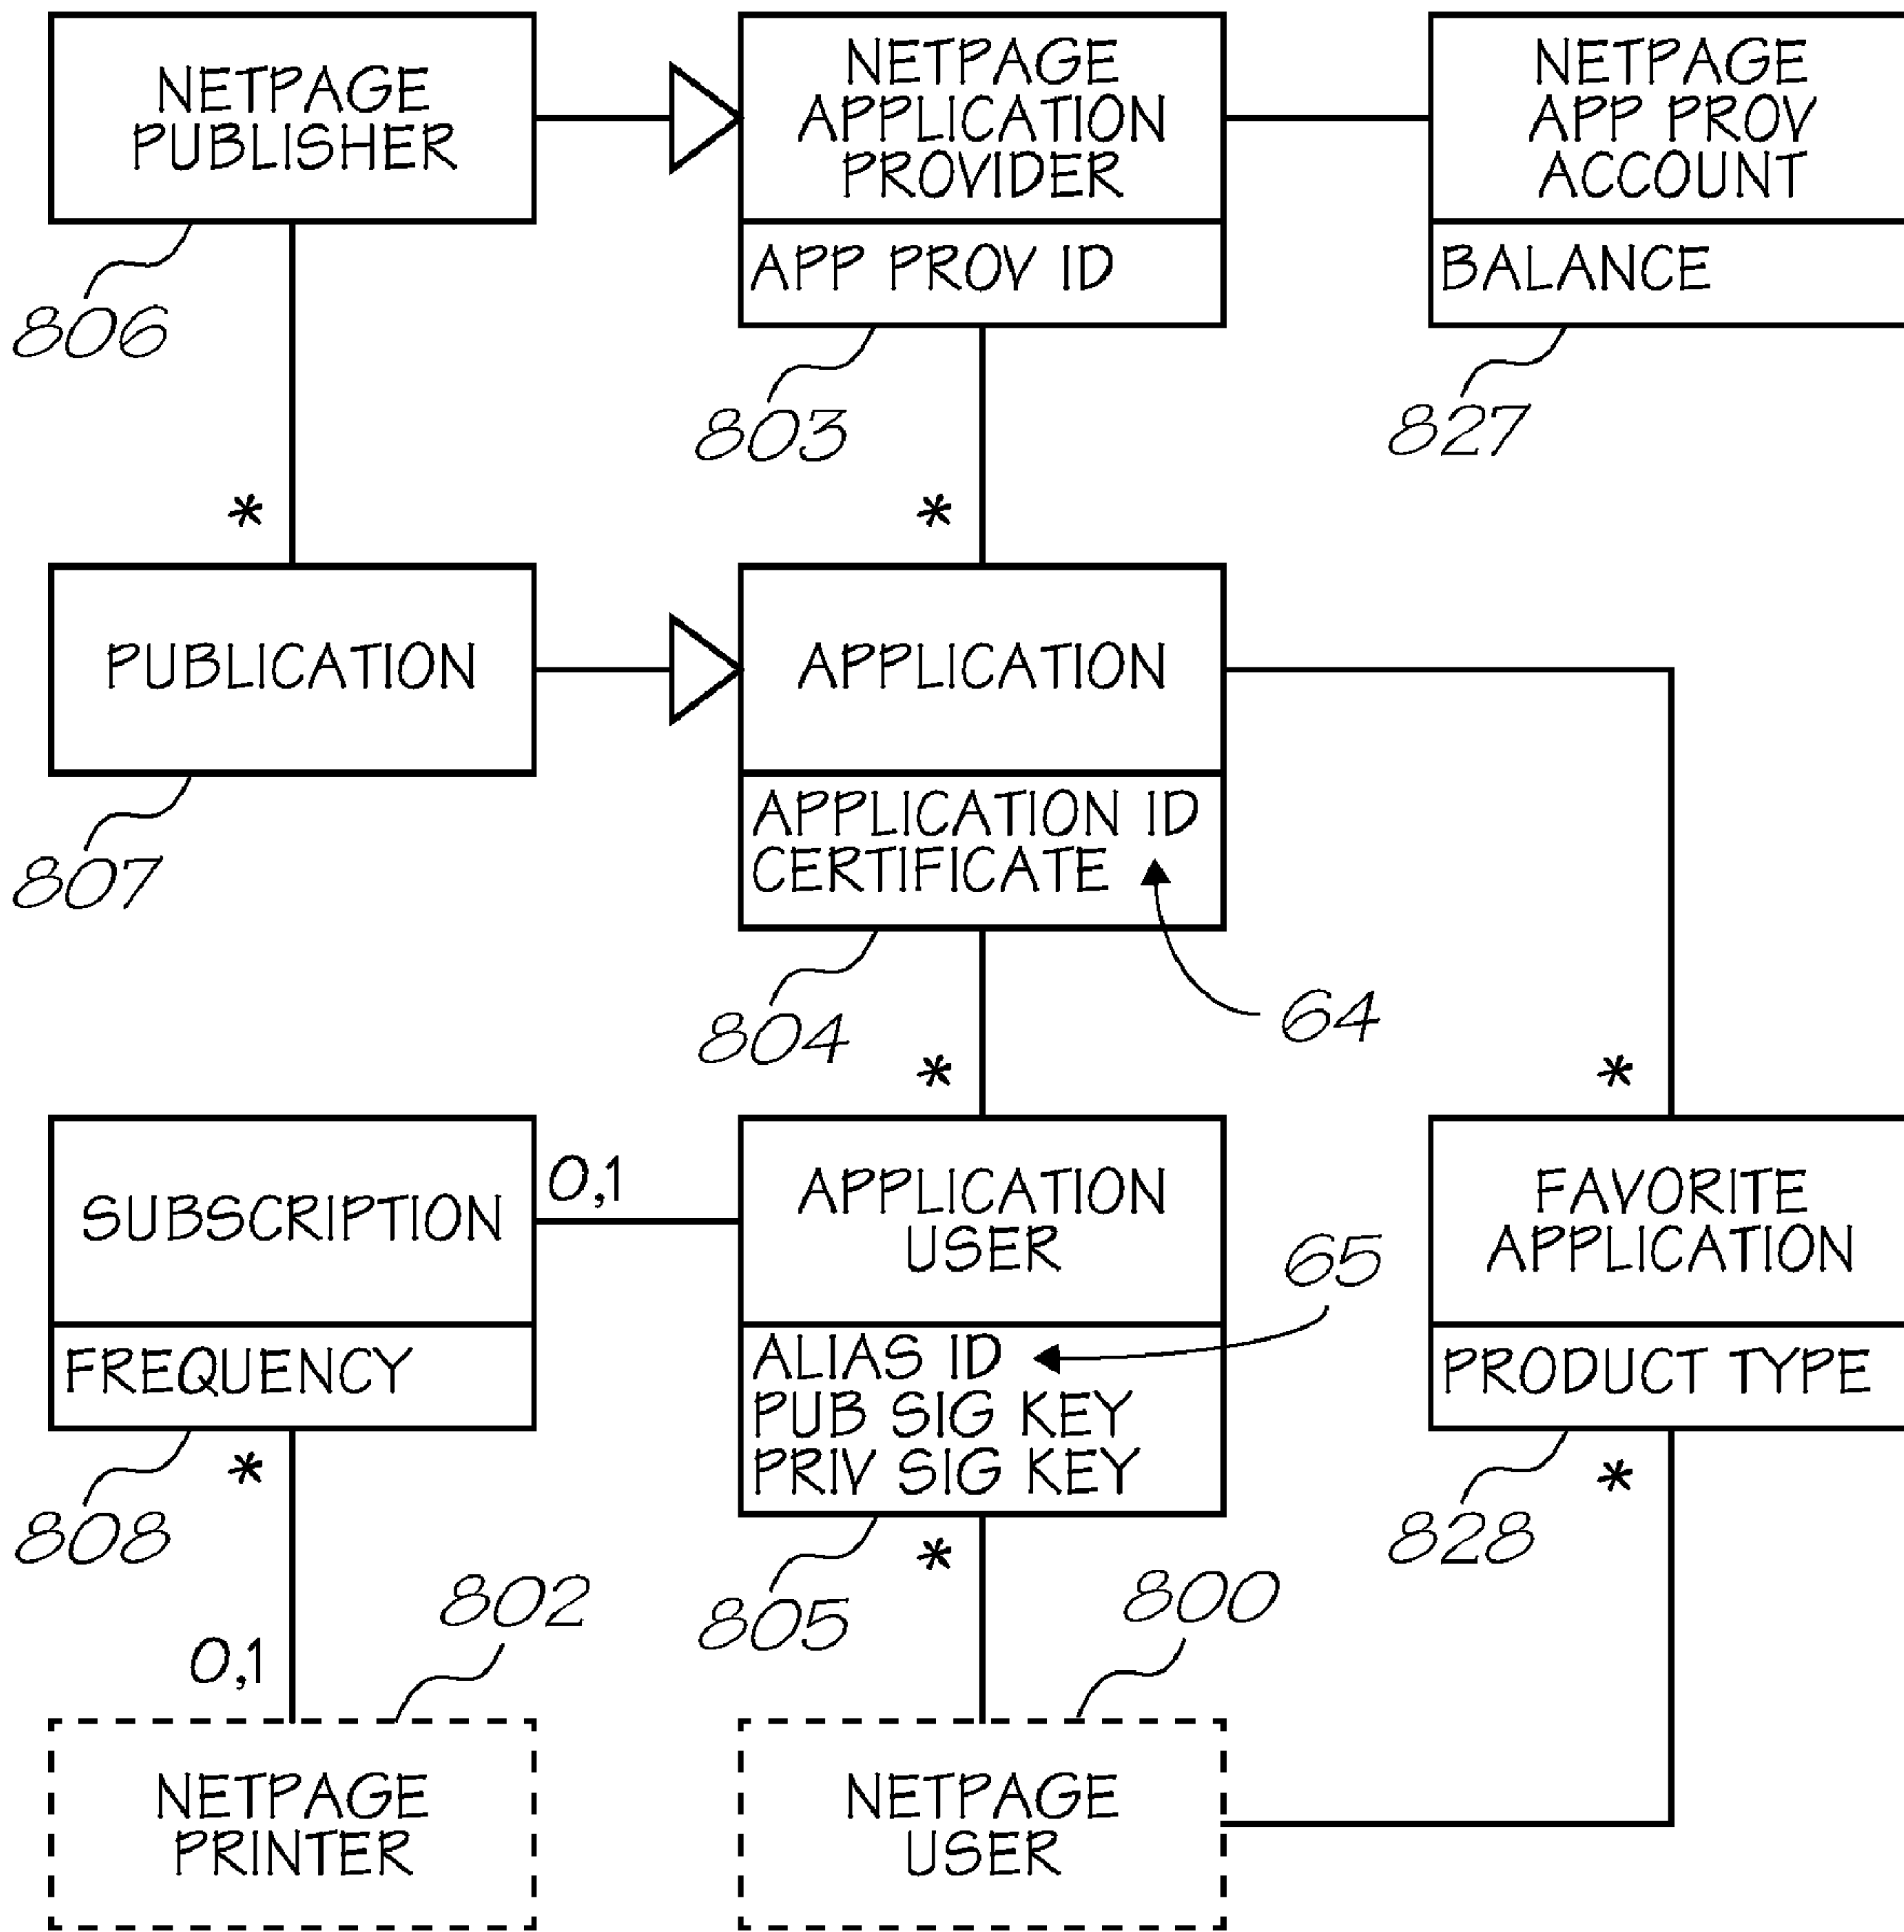 NETPAGE
PUBLISHER
806
NETPAGE
APPLICATION
PROVIDER
APP PROV ID
803
NETPAGE
APP PROV
ACCOUNT
BALANCE
827
*
*
PUBLICATION
807
APPLICATION
APPLICATION ID
CERTIFICATE
64
804
*
*
SUBSCRIPTION
FREQUENCY
0,1
808
*
APPLICATION
USER
ALIAS ID
PUB SIG KEY
PRIV SIG KEY
65
805
*
FAVORITE
APPLICATION
PRODUCT TYPE
828
*
802
0,1
800
NETPAGE
PRINTER
NETPAGE
USER